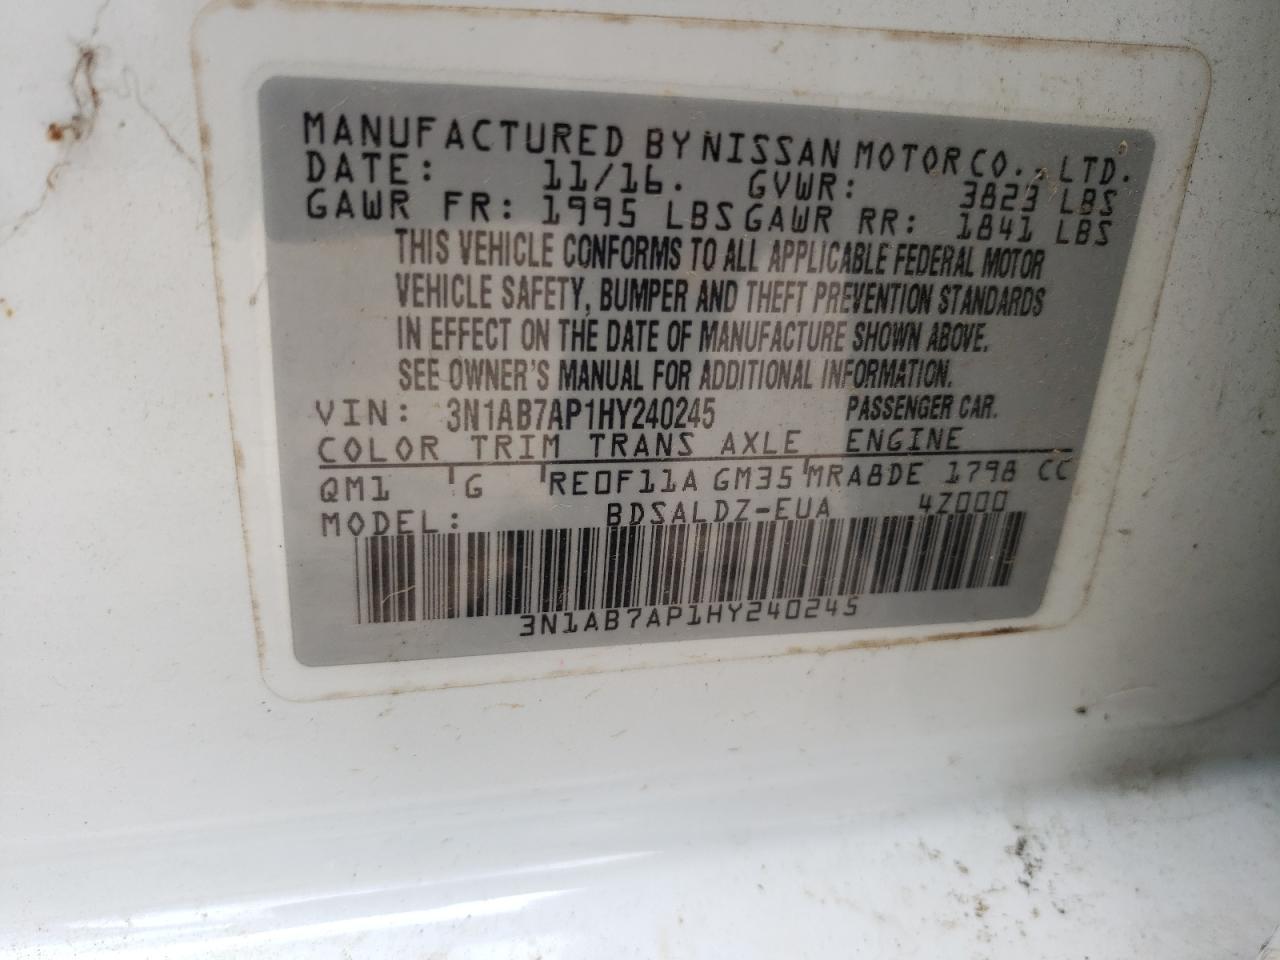 MANUFACTURED BY NISSAN MOTOR CO., LTD.
DATE: 11/16. GVWR: 3823 LBS
GAWR FR: 1995 LBS GAWR RR: 1841 LBS
THIS VEHICLE CONFORMS TO ALL APPLICABLE FEDERAL MOTOR
VEHICLE SAFETY, BUMPER AND THEFT PREVENTION STANDARDS
IN EFFECT ON THE DATE OF MANUFACTURE SHOWN ABOVE.
SEE OWNER'S MANUAL FOR ADDITIONAL INFORMATION.
VIN: 3N1AB7AP1HY240245 PASSENGER CAR.
COLOR TRIM TRANS AXLE ENGINE
QM1 G RE0F11A GM35 MRA8DE 1798 CC
MODEL: BDSALDZ-EUA 4Z000
3N1AB7AP1HY240245